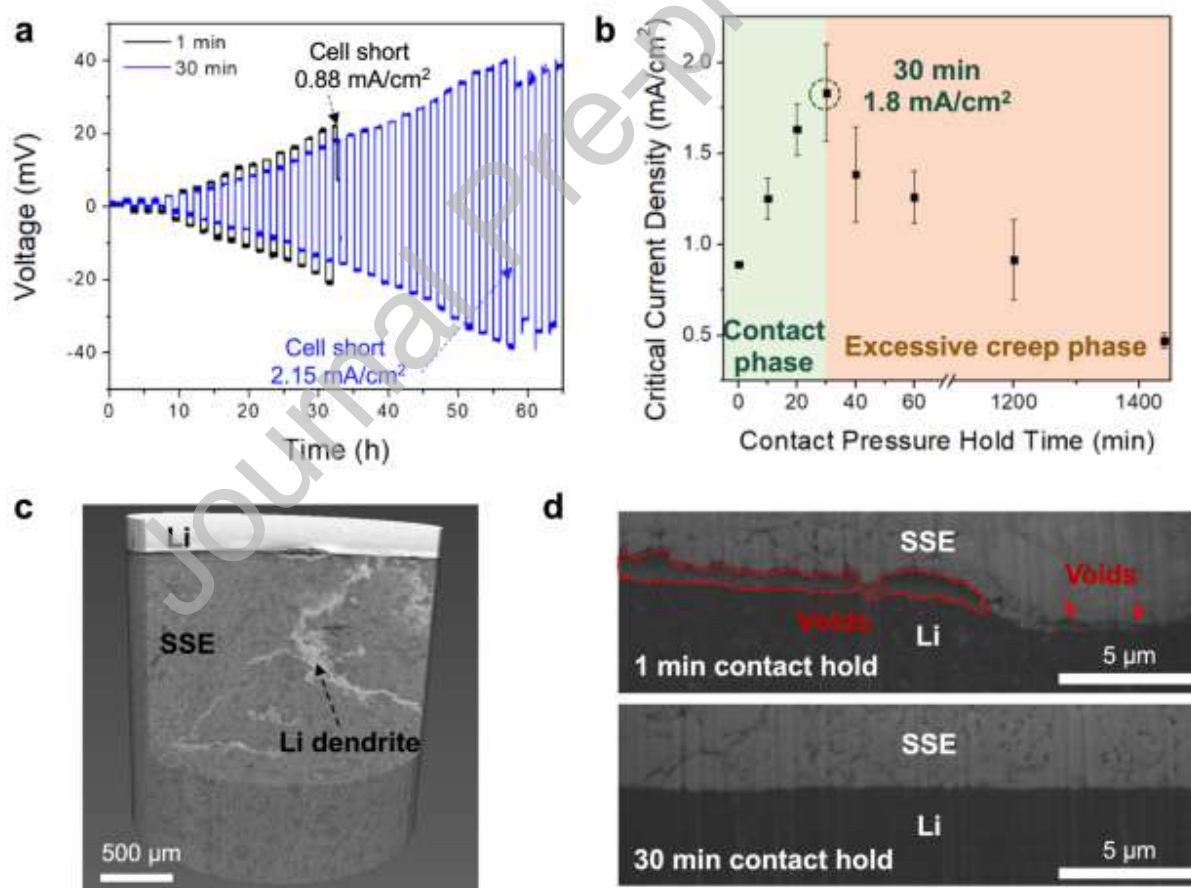 a
1 min
30 min
Cell short
0.88 mA/cm²
Cell short
2.15 mA/cm²
Voltage (mV)
40
20
0
-20
-40
0
10
20
30
40
50
60
Time (h)
b
30 min
1.8 mA/cm²
Contact
phase
Excessive creep phase
Critical Current Density (mA/cm²)
2.0
1.5
1.0
0.5
0
20
40
60
1200
1400
Contact Pressure Hold Time (min)
c
Li
SSE
Li dendrite
500 µm
d
SSE
Voids
Voids
Li
1 min contact hold
5 µm
SSE
Li
30 min contact hold
5 µm
Journal Pre-p